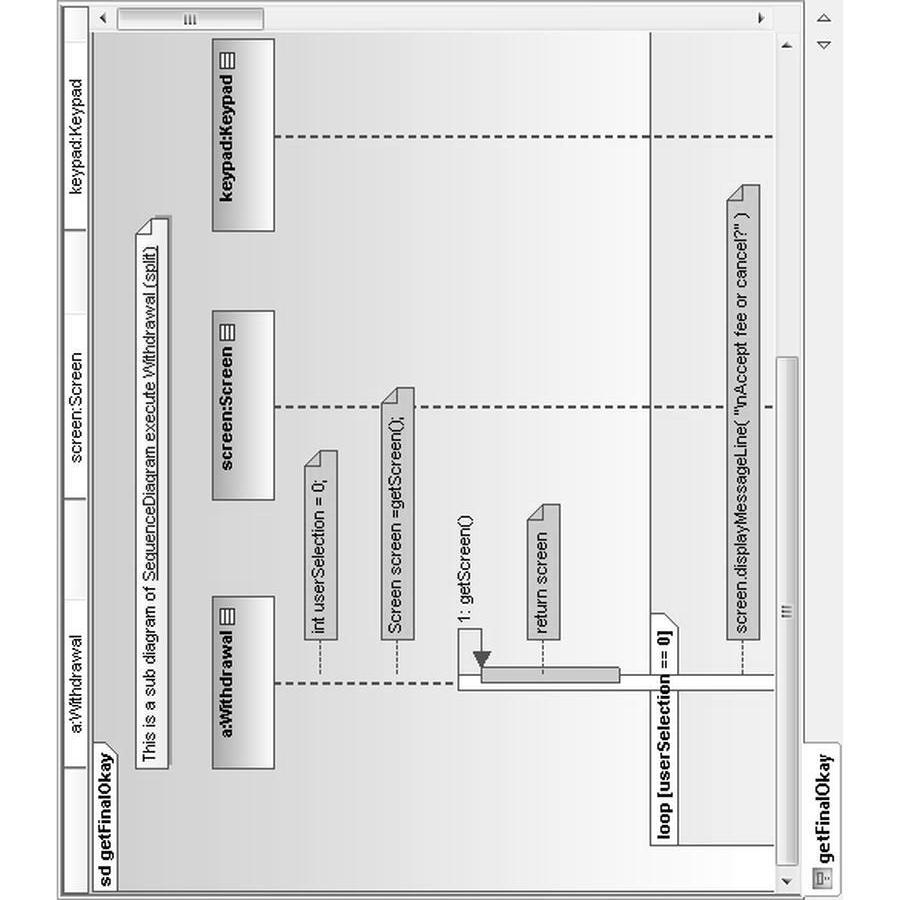 a:Withdrawal
screen:Screen
keypad:Keypad
sd getFinalOkay
This is a sub diagram of SequenceDiagram execute Withdrawal (split)
a:Withdrawal
screen:Screen
keypad:Keypad
int userSelection = 0;
Screen screen =getScreen();
1: getScreen()
return screen
loop [userSelection == 0]
screen.displayMessageLine( "\nAccept fee or cancel?" )
getFinalOkay